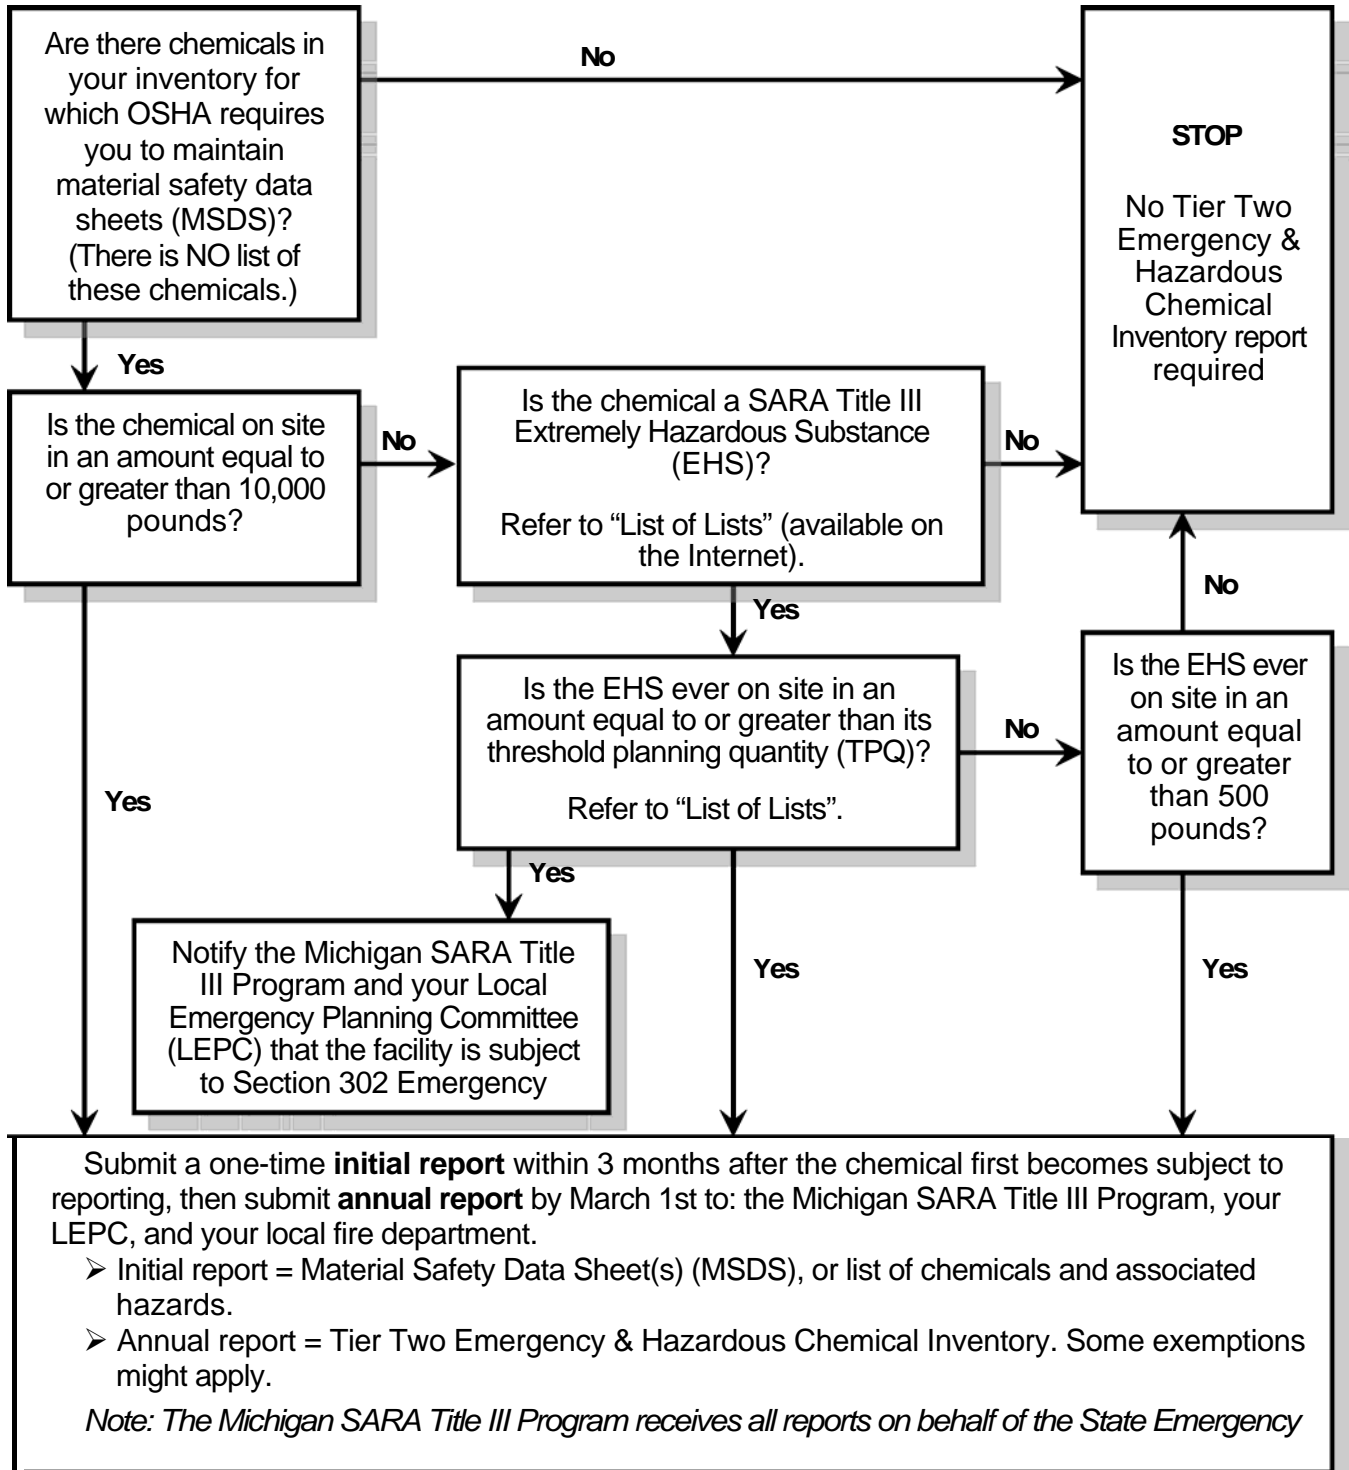 Are there chemicals in
your inventory for
which OSHA requires
you to maintain
material safety data
sheets (MSDS)?
(There is NO list of
these chemicals.)
No
STOP
No Tier Two
Emergency &
Hazardous
Chemical
Inventory report
required
Yes
Is the chemical on site
in an amount equal to
or greater than 10,000
pounds?
No
Is the chemical a SARA Title III
Extremely Hazardous Substance
(EHS)?
Refer to “List of Lists” (available on
the Internet).
No
Yes
No
Is the EHS ever on site in an
amount equal to or greater than its
threshold planning quantity (TPQ)?
Refer to “List of Lists”.
No
Is the EHS ever
on site in an
amount equal
to or greater
than 500
pounds?
Yes
Yes
Notify the Michigan SARA Title
III Program and your Local
Emergency Planning Committee
(LEPC) that the facility is subject
to Section 302 Emergency
Yes
Yes
Submit a one-time initial report within 3 months after the chemical first becomes subject to
reporting, then submit annual report by March 1st to: the Michigan SARA Title III Program, your
LEPC, and your local fire department.
➢ Initial report = Material Safety Data Sheet(s) (MSDS), or list of chemicals and associated
hazards.
➢ Annual report = Tier Two Emergency & Hazardous Chemical Inventory. Some exemptions
might apply.
Note: The Michigan SARA Title III Program receives all reports on behalf of the State Emergency